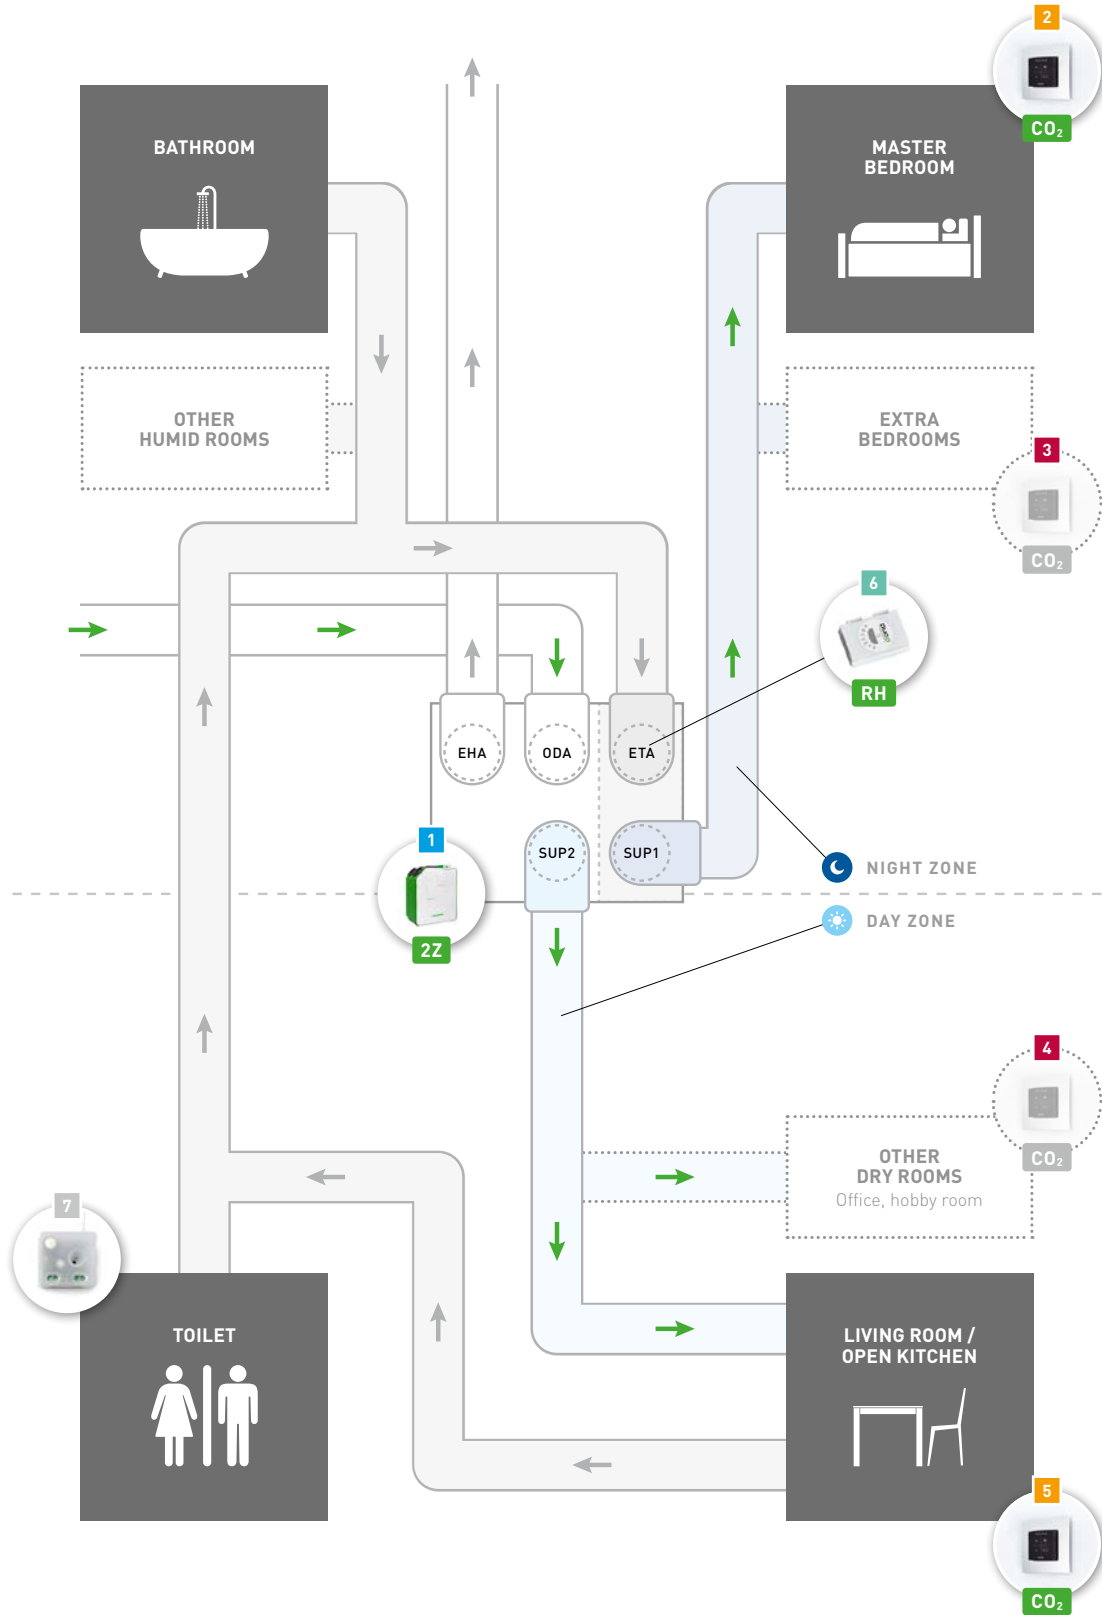 2
CO₂
BATHROOM
MASTER
BEDROOM
OTHER
HUMID ROOMS
EXTRA
BEDROOMS
3
CO₂
6
RH
EHA
ODA
ETA
1
2Z
SUP2
SUP1
NIGHT ZONE
DAY ZONE
4
CO₂
OTHER
DRY ROOMS
Office, hobby room
7
TOILET
LIVING ROOM /
OPEN KITCHEN
5
CO₂